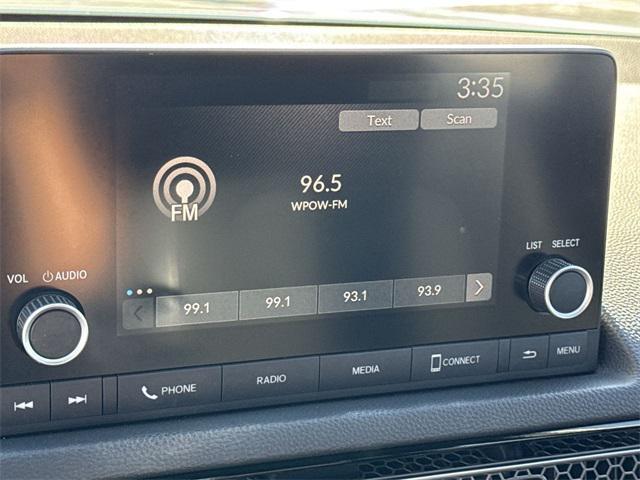 3:35
Text Scan
96.5
FM
WPOW-FM
LIST SELECT
VOL AUDIO
99.1 99.1 93.1 93.9
PHONE RADIO MEDIA CONNECT MENU